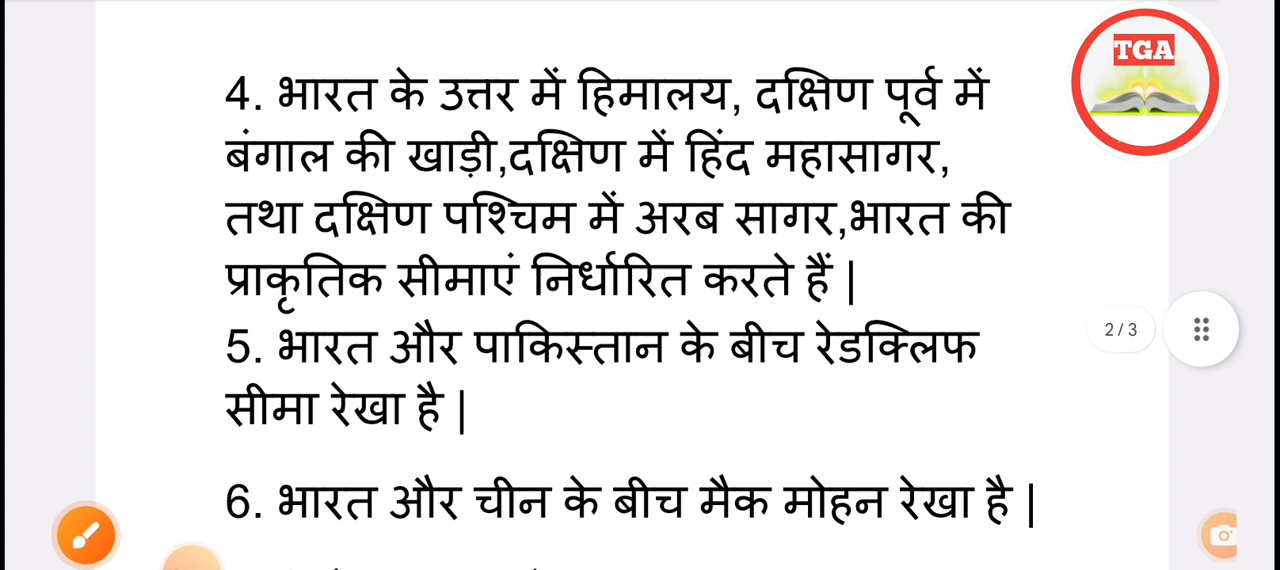 TGA
4. भारत के उत्तर में हिमालय, दक्षिण पूर्व में
बंगाल की खाड़ी,दक्षिण में हिंद महासागर,
तथा दक्षिण पश्चिम में अरब सागर,भारत की
प्राकृतिक सीमाएं निर्धारित करते हैं |
5. भारत और पाकिस्तान के बीच रेडक्लिफ
सीमा रेखा है |
2 / 3
6. भारत और चीन के बीच मैक मोहन रेखा है |